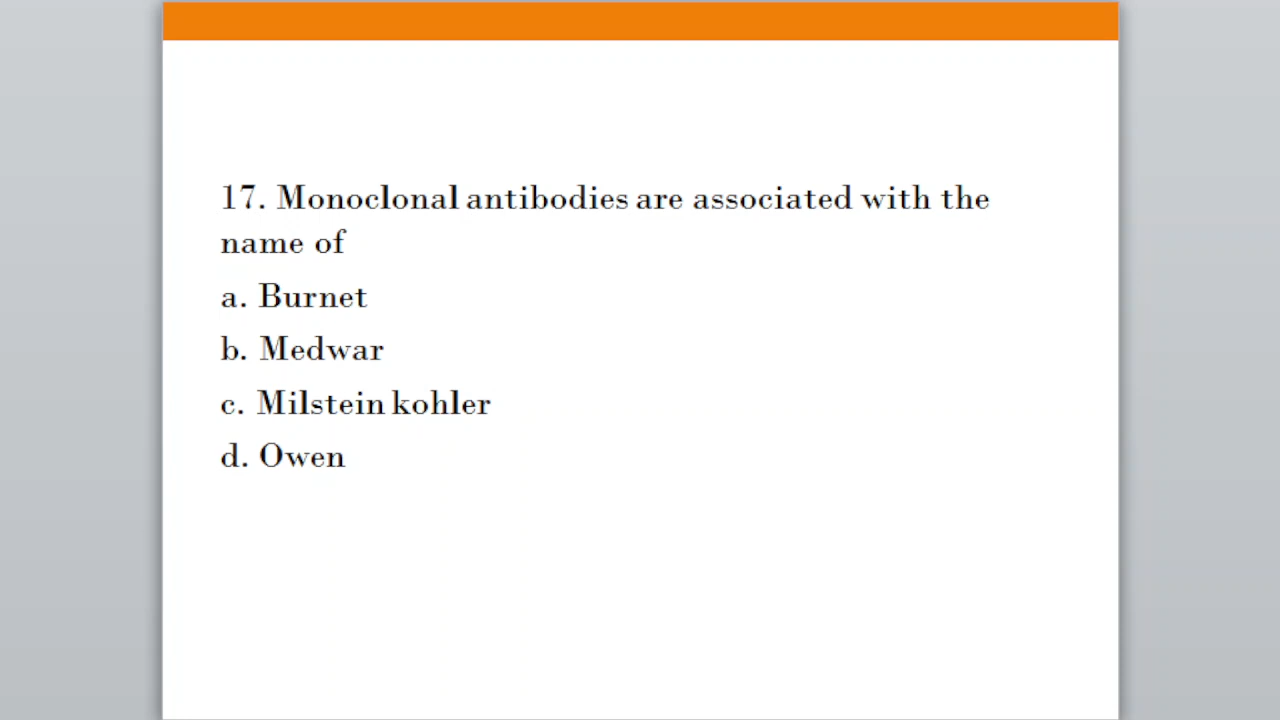 17. Monoclonal antibodies are associated with the
name of
a. Burnet
b. Medwar
c. Milstein kohler
d. Owen